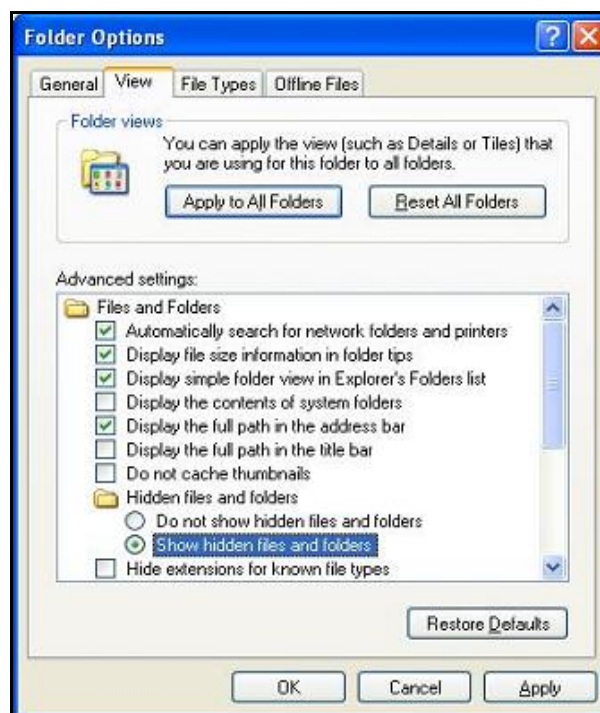 Folder Options
General View File Types Offline Files
Folder views
You can apply the view (such as Details or Tiles) that
you are using for this folder to all folders.
Apply to All Folders Reset All Folders
Advanced settings:
Files and Folders
Automatically search for network folders and printers
Display file size information in folder tips
Display simple folder view in Explorer's Folders list
Display the contents of system folders
Display the full path in the address bar
Display the full path in the title bar
Do not cache thumbnails
Hidden files and folders
Do not show hidden files and folders
Show hidden files and folders
Hide extensions for known file types
Restore Defaults
OK Cancel Apply